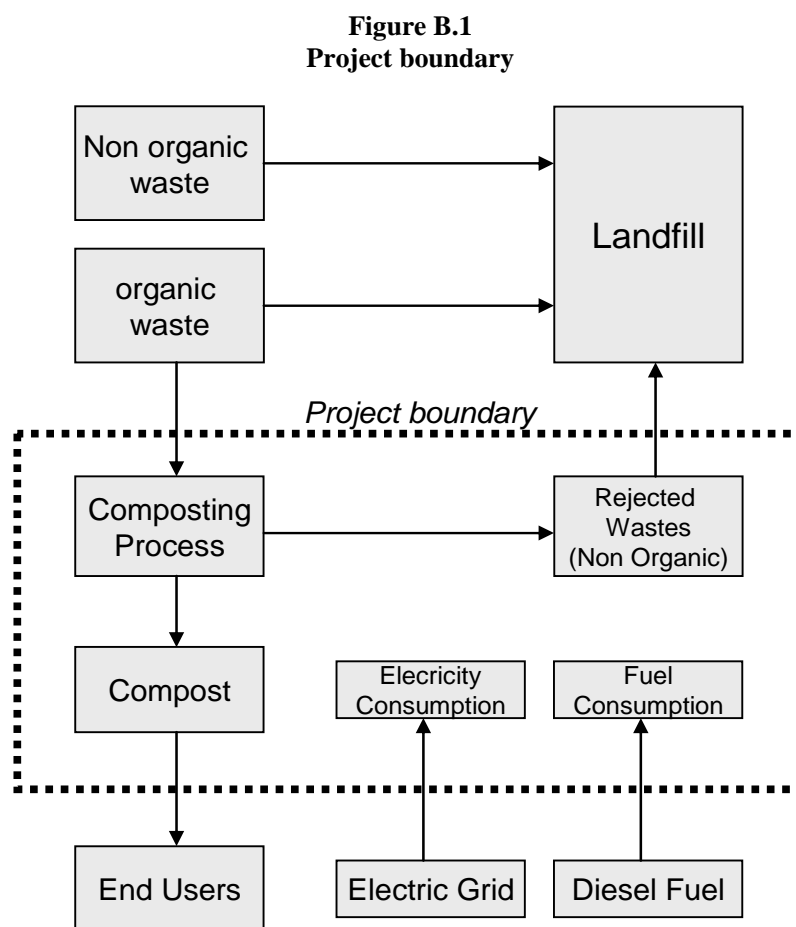 Figure B.1
Project boundary
Non organic
waste
Landfill
organic
waste
Project boundary
Composting
Process
Rejected
Wastes
(Non Organic)
Compost
Elecricity
Consumption
Fuel
Consumption
End Users
Electric Grid
Diesel Fuel